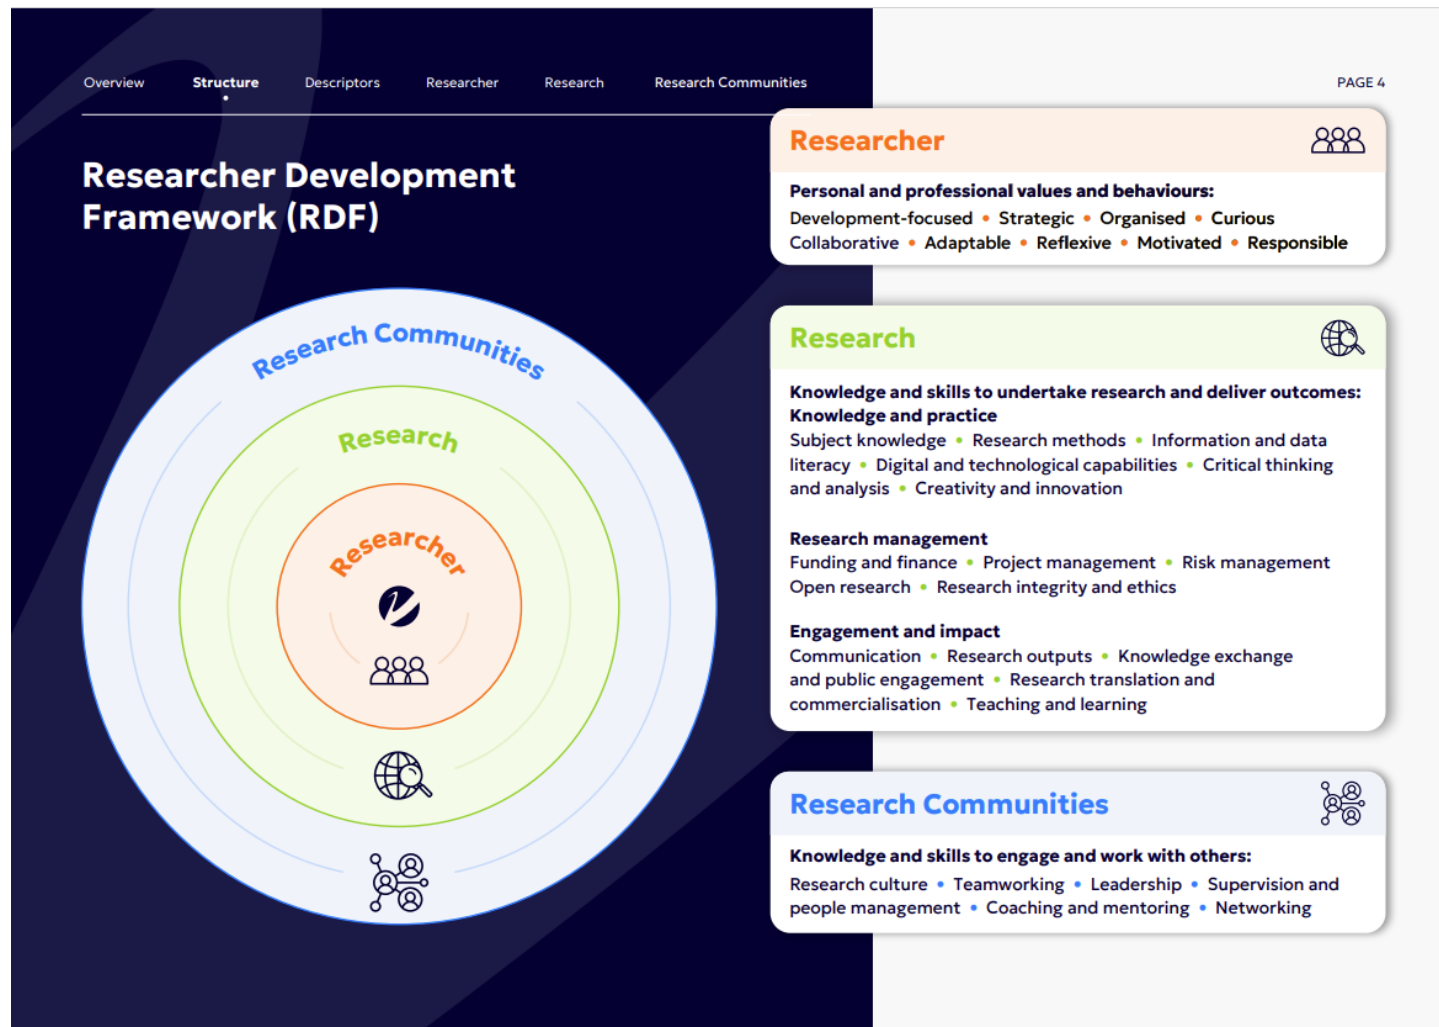 Overview Structure Descriptors Researcher Research Research Communities
PAGE 4
Researcher Development
Framework (RDF)
Research Communities
Research
Researcher
Researcher
Personal and professional values and behaviours:
Development-focused • Strategic • Organised • Curious
Collaborative • Adaptable • Reflexive • Motivated • Responsible
Research
Knowledge and skills to undertake research and deliver outcomes:
Knowledge and practice
Subject knowledge • Research methods • Information and data
literacy • Digital and technological capabilities • Critical thinking
and analysis • Creativity and innovation
Research management
Funding and finance • Project management • Risk management
Open research • Research integrity and ethics
Engagement and impact
Communication • Research outputs • Knowledge exchange
and public engagement • Research translation and
commercialisation • Teaching and learning
Research Communities
Knowledge and skills to engage and work with others:
Research culture • Teamworking • Leadership • Supervision and
people management • Coaching and mentoring • Networking